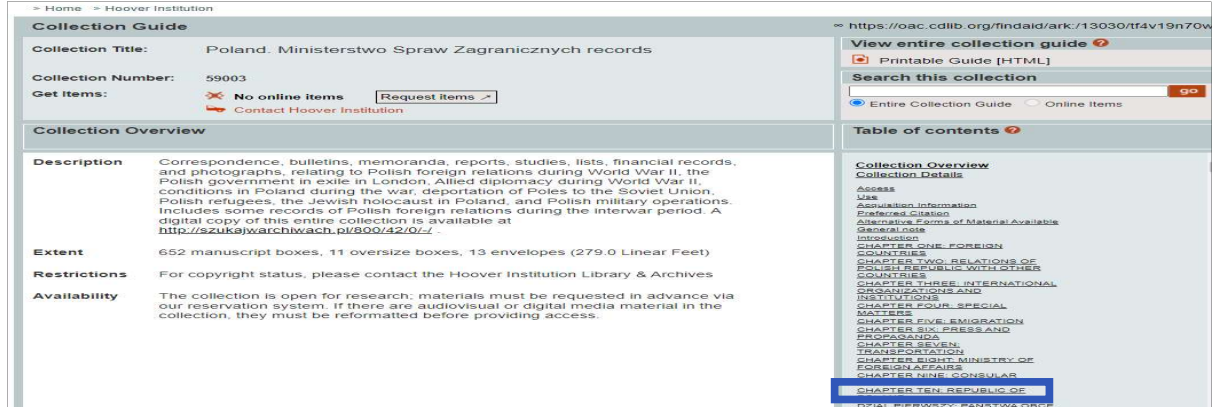 > Home > Hoover Institution
Collection Guide
∞ https://oac.cdlib.org/findaid/ark:/13030/tf4v19n70w
Collection Title: Poland. Ministerstwo Spraw Zagranicznych records
Collection Number: 59003
Get Items: No online items Request items ↗
Contact Hoover Institution
View entire collection guide ?
Printable Guide [HTML]
Search this collection
go
Entire Collection Guide Online Items
Collection Overview
Description Correspondence, bulletins, memoranda, reports, studies, lists, financial records,
and photographs, relating to Polish foreign relations during World War II, the
Polish government in exile in London, Allied diplomacy during World War II,
conditions in Poland during the war, deportation of Poles to the Soviet Union,
Polish refugees, the Jewish holocaust in Poland, and Polish military operations.
Includes some records of Polish foreign relations during the interwar period. A
digital copy of this entire collection is available at
http://szukajwarchiwach.pl/800/42/0/-/ .
Extent 652 manuscript boxes, 11 oversize boxes, 13 envelopes (279.0 Linear Feet)
Restrictions For copyright status, please contact the Hoover Institution Library & Archives
Availability The collection is open for research; materials must be requested in advance via
our reservation system. If there are audiovisual or digital media material in the
collection, they must be reformatted before providing access.
Table of contents ?
Collection Overview
Collection Details
Access
Use
Acquisition Information
Preferred Citation
Alternative Forms of Material Available
General note
Introduction
CHAPTER ONE: FOREIGN
COUNTRIES
CHAPTER TWO: RELATIONS OF
POLISH REPUBLIC WITH OTHER
COUNTRIES
CHAPTER THREE: INTERNATIONAL
ORGANIZATIONS AND
INSTITUTIONS
CHAPTER FOUR: SPECIAL
MATTERS
CHAPTER FIVE: EMIGRATION
CHAPTER SIX: PRESS AND
PROPAGANDA
CHAPTER SEVEN:
TRANSPORTATION
CHAPTER EIGHT: MINISTRY OF
FOREIGN AFFAIRS
CHAPTER NINE: CONSULAR
CHAPTER TEN: REPUBLIC OF
DZIAL PIERWSZY: PANSTWA OBCE